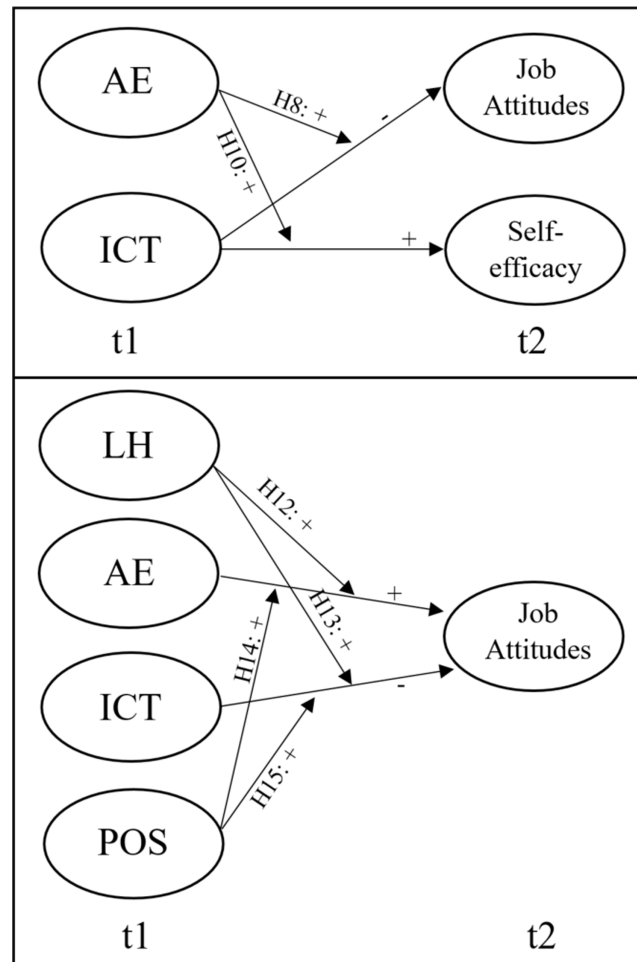 AE
Job
Attitudes
H8: +
-
H10: +
ICT
+
Self-
efficacy
t1
t2
LH
H12: +
AE
+
H13: +
Job
Attitudes
H14: +
ICT
-
H15: +
POS
t1
t2